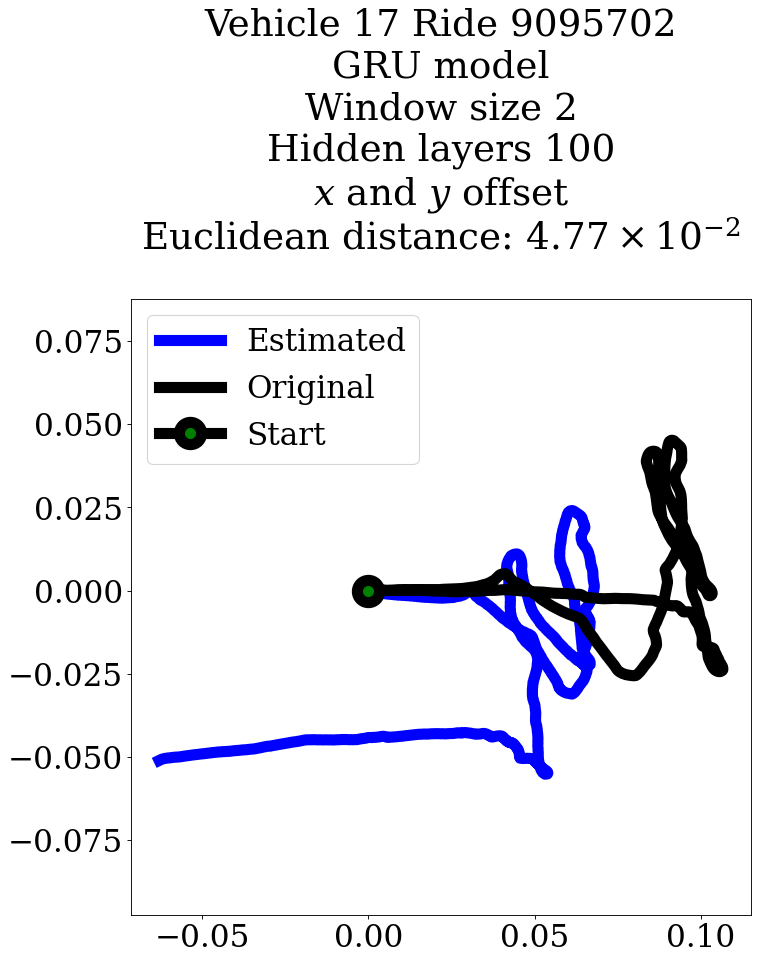 Vehicle 17 Ride 9095702
GRU model
Window size 2
Hidden layers 100
x and y offset
Euclidean distance: 4.77 × 10⁻²
Estimated
Original
Start
0.075
0.050
0.025
0.000
−0.025
−0.050
−0.075
−0.05 0.00 0.05 0.10